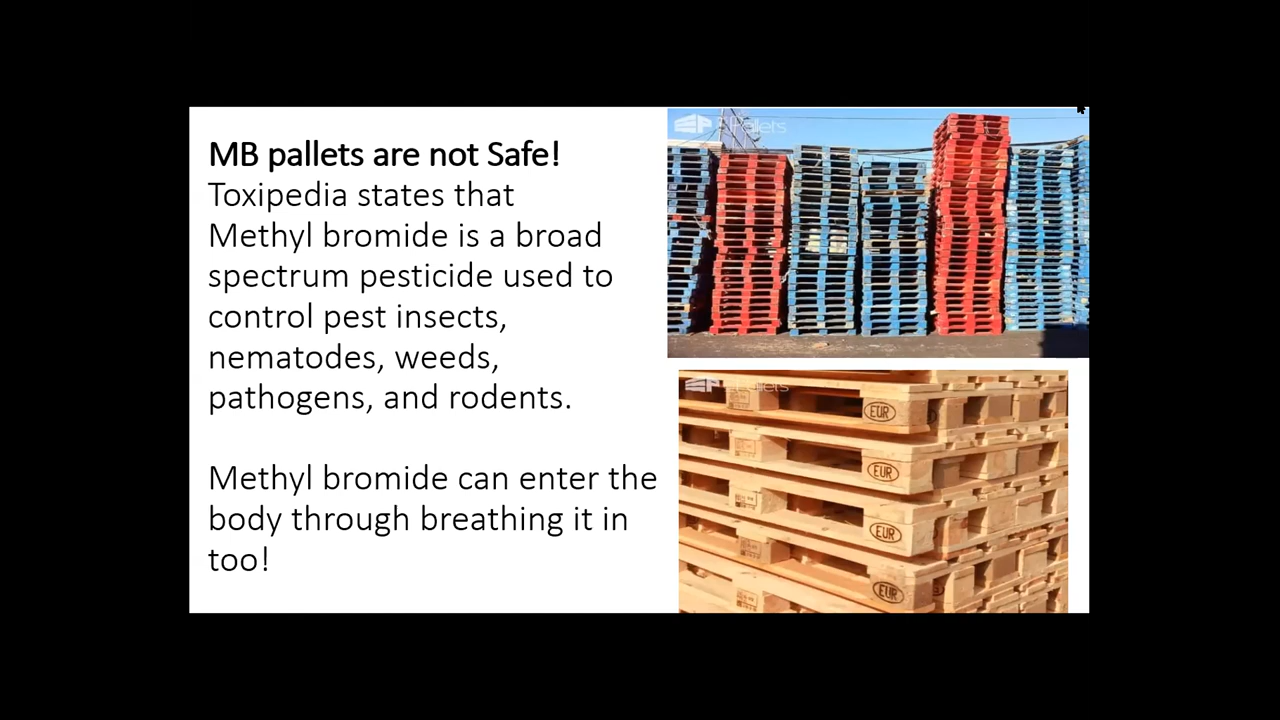 MB pallets are not Safe!
Toxipedia states that
Methyl bromide is a broad
spectrum pesticide used to
control pest insects,
nematodes, weeds,
pathogens, and rodents.
Methyl bromide can enter the
body through breathing it in
too!
Pallets
EUR
EUR
EUR
EUR